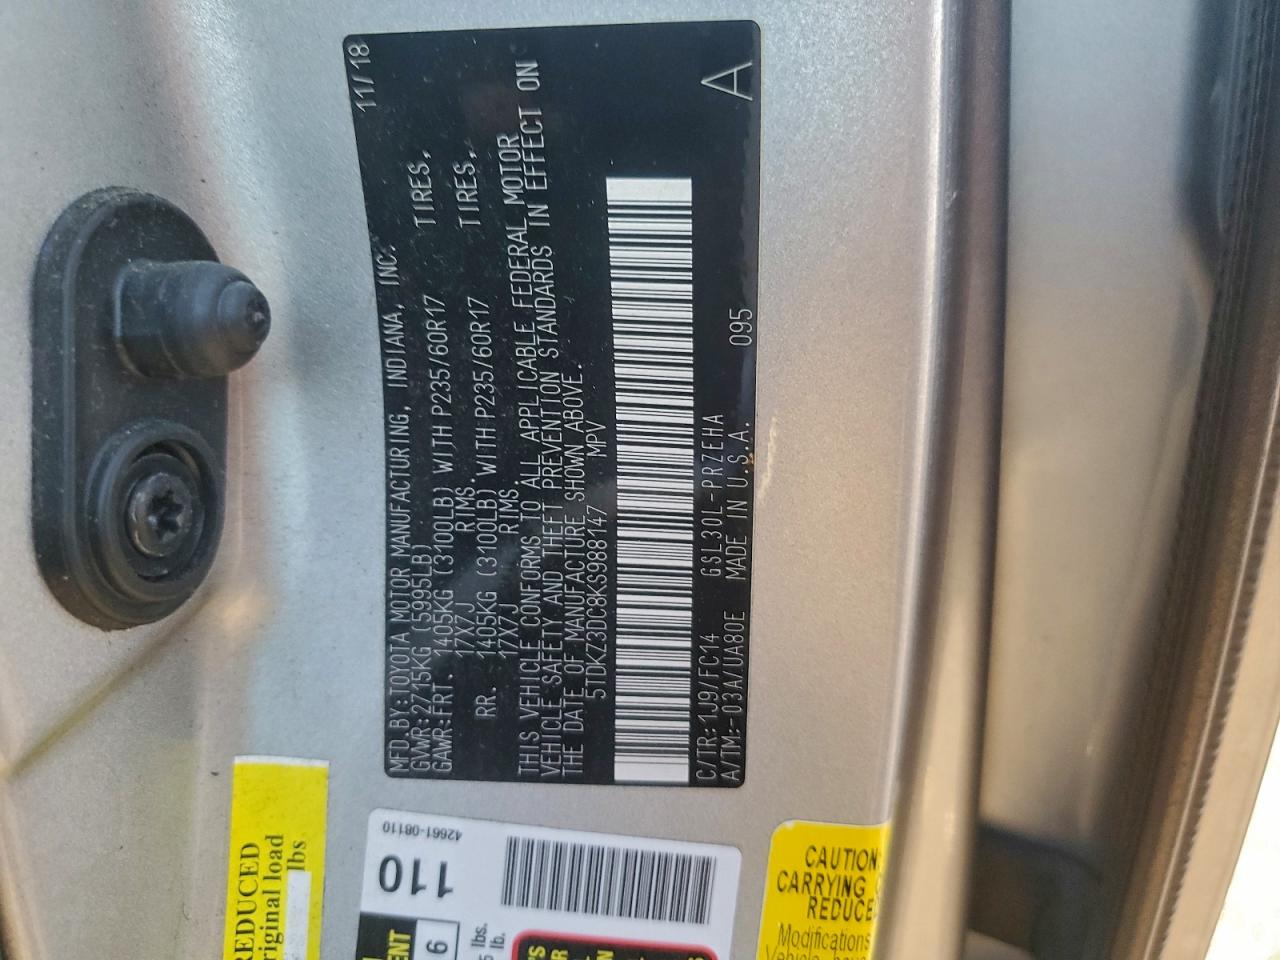 MFD.BY:TOYOTA MOTOR MANUFACTURING, INDIANA, INC. 11/18
GVWR:2715KG (5995LB)
GAWR:FRT. 1405KG (3100LB) WITH P235/60R17 TIRES,
17X7J RIMS.
RR. 1405KG (3100LB) WITH P235/60R17 TIRES,
17X7J RIMS.
THIS VEHICLE CONFORMS TO ALL APPLICABLE FEDERAL MOTOR
VEHICLE SAFETY AND THEFT PREVENTION STANDARDS IN EFFECT ON
THE DATE OF MANUFACTURE SHOWN ABOVE.
5TDKZ3DC8KS988147 MPV
C/TR:1J9/FC14 GSL30L-PRZEHA
A/TM:-03A/UA80E MADE IN U.S.A. 095 A
REDUCED
original load
lbs
42661-08110
110
6
lbs.
lb.
CAUTION
CARRYING
REDUCE
Modifications